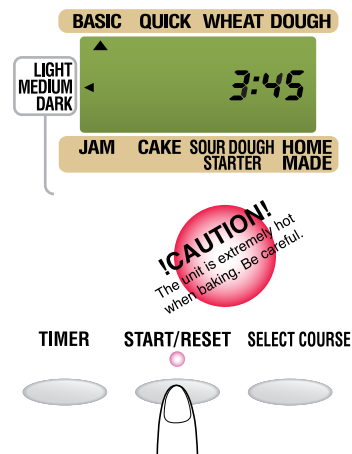 BASIC QUICK WHEAT DOUGH
LIGHT
MEDIUM
DARK
3:45
JAM CAKE SOUR DOUGH STARTER HOME MADE
!CAUTION!
The unit is extremely hot
when baking. Be careful.
TIMER START/RESET SELECT COURSE